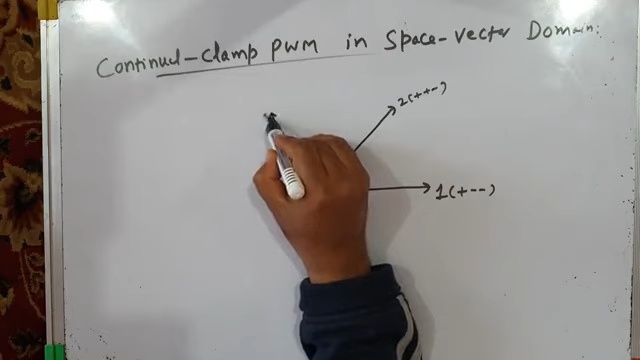 Continual-clamp PWM in Space-vector Domain:
2(++-)
1(+--)